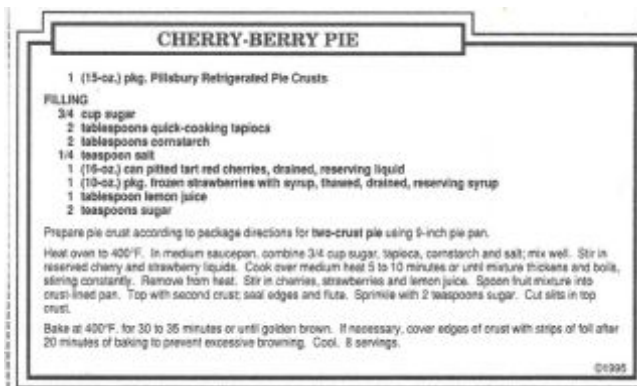 CHERRY-BERRY PIE
1 (15-oz.) pkg. Pillsbury Refrigerated Pie Crusts
FILLING
3/4 cup sugar
2 tablespoons quick-cooking tapioca
2 tablespoons cornstarch
1/4 teaspoon salt
1 (16-oz.) can pitted tart red cherries, drained, reserving liquid
1 (10-oz.) pkg. frozen strawberries with syrup, thawed, drained, reserving syrup
1 tablespoon lemon juice
2 teaspoons sugar
Prepare pie crust according to package directions for two-crust pie using 9-inch pie pan.
Heat oven to 400°F. In medium saucepan, combine 3/4 cup sugar, tapioca, cornstarch and salt; mix well. Stir in
reserved cherry and strawberry liquids. Cook over medium heat 5 to 10 minutes or until mixture thickens and boils,
stirring constantly. Remove from heat. Stir in cherries, strawberries and lemon juice. Spoon fruit mixture into
crust-lined pan. Top with second crust; seal edges and flute. Sprinkle with 2 teaspoons sugar. Cut slits in top
crust.
Bake at 400°F. for 30 to 35 minutes or until golden brown. If necessary, cover edges of crust with strips of foil after
20 minutes of baking to prevent excessive browning. Cool. 8 servings.
©1995